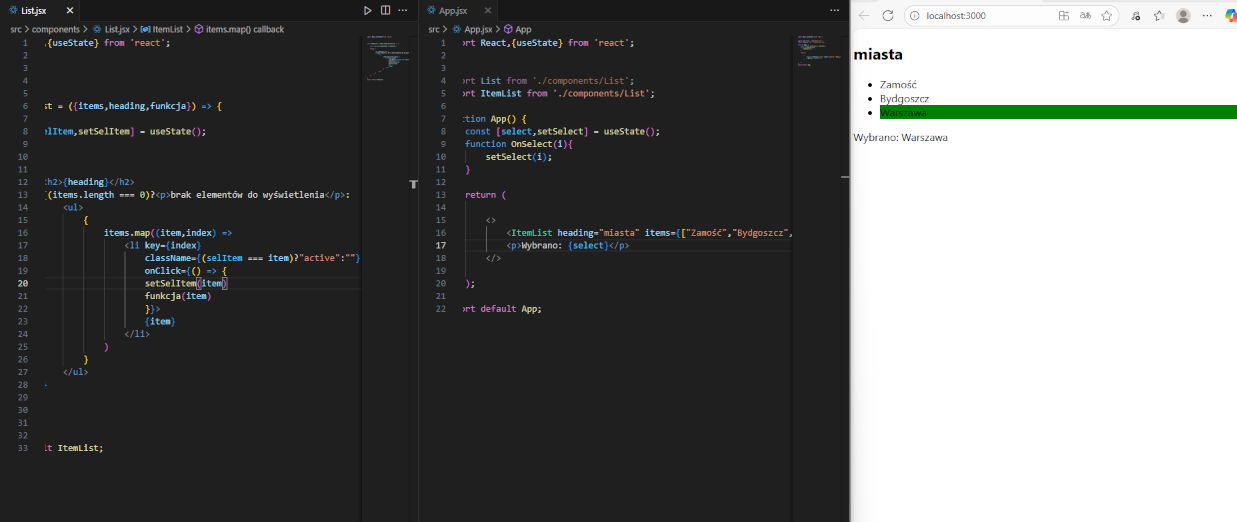 List.jsx
src > components > List.jsx > ItemList > items.map() callback
1 ,{useState} from 'react';
2
3
4
5
6 st = ({items,heading,funkcja}) => {
7
8 elItem,setSelItem] = useState();
9
10
11
12 <h2>{heading}</h2>
13 {(items.length === 0)?<p>brak elementów do wyświetlenia</p>:
14 <ul>
15 {
16 items.map((item,index) =>
17 <li key={index}
18 className={(selItem === item)?"active":""}
19 onClick={() => {
20 setSelItem(item)
21 funkcja(item)
22 }}>
23 {item}
24 </li>
25 )
26 }
27 </ul>
28
29
30
31
32
33 lt ItemList;
App.jsx
src > App.jsx > App
1 ort React,{useState} from 'react';
2
3
4 ort List from './components/List';
5 ort ItemList from './components/List';
6
7 ction App() {
8 const [select,setSelect] = useState();
9 function OnSelect(i){
10 setSelect(i);
11 }
12
13 return (
14
15 <>
16 <ItemList heading="miasta" items={["Zamość","Bydgoszcz",
17 <p>Wybrano: {select}</p>
18 </>
19
20 );
21
22 ort default App;
localhost:3000
miasta
• Zamość
• Bydgoszcz
• Warszawa
Wybrano: Warszawa